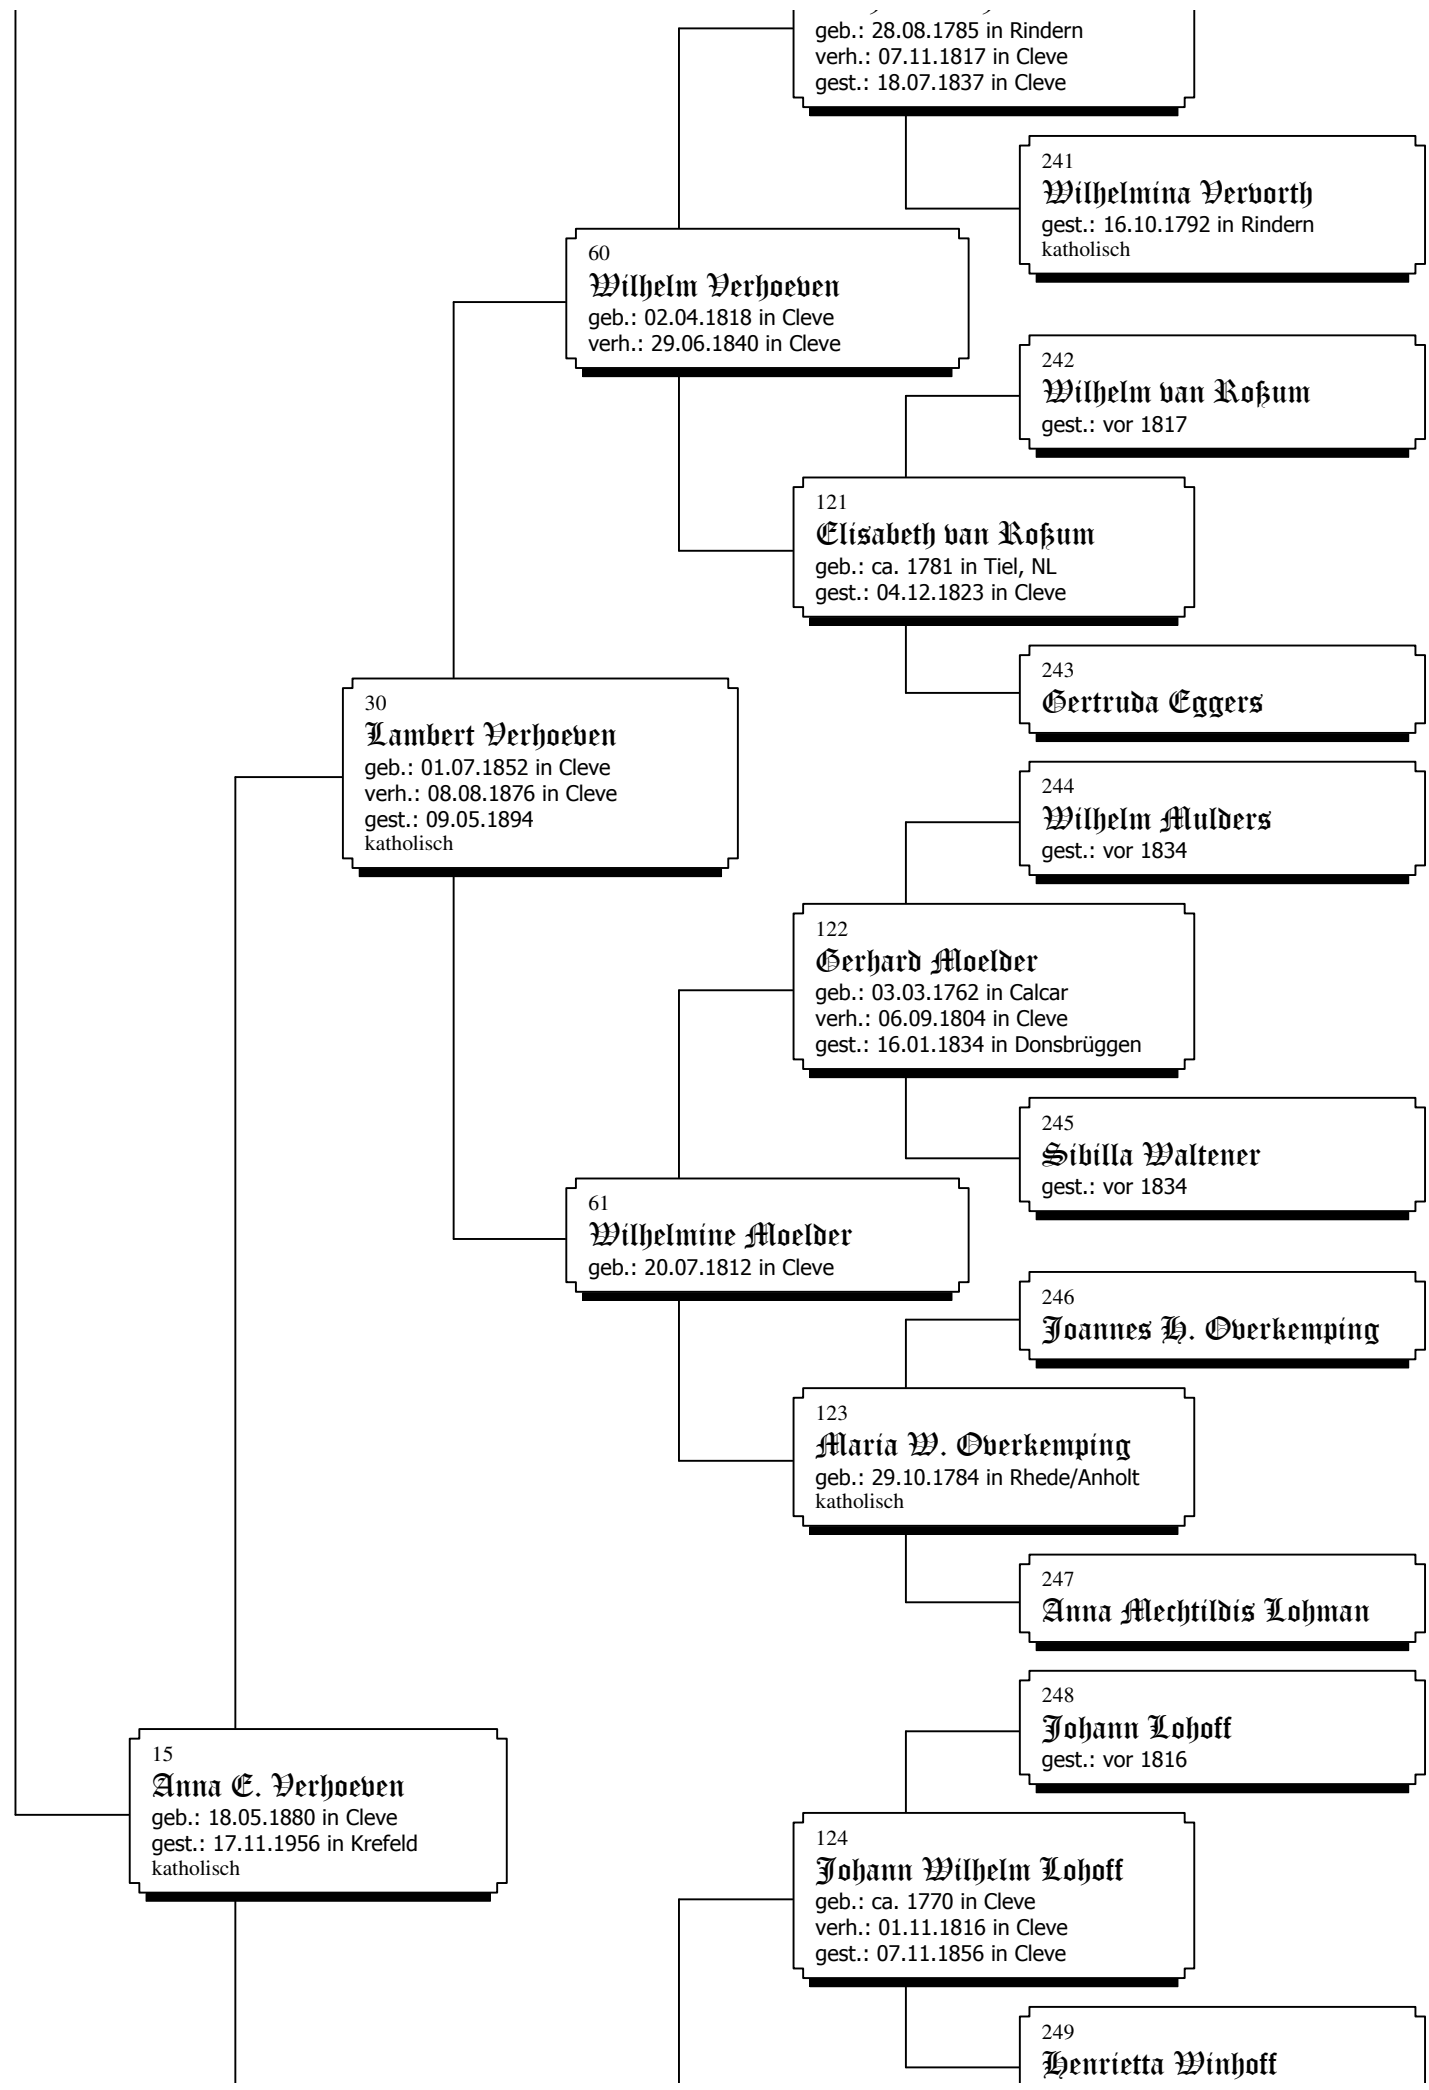 geb.: 28.08.1785 in Rindern
verh.: 07.11.1817 in Cleve
gest.: 18.07.1837 in Cleve
241
Wilhelmina Vervorth
gest.: 16.10.1792 in Rindern
katholisch
60
Wilhelm Verhoeven
geb.: 02.04.1818 in Cleve
verh.: 29.06.1840 in Cleve
242
Wilhelm van Roßum
gest.: vor 1817
121
Elisabeth van Roßum
geb.: ca. 1781 in Tiel, NL
gest.: 04.12.1823 in Cleve
243
Gertruda Eggers
30
Lambert Verhoeven
geb.: 01.07.1852 in Cleve
verh.: 08.08.1876 in Cleve
gest.: 09.05.1894
katholisch
244
Wilhelm Mulders
gest.: vor 1834
122
Gerhard Moelder
geb.: 03.03.1762 in Calcar
verh.: 06.09.1804 in Cleve
gest.: 16.01.1834 in Donsbrüggen
245
Sibilla Waltener
gest.: vor 1834
61
Wilhelmine Moelder
geb.: 20.07.1812 in Cleve
246
Joannes H. Overkemping
123
Maria W. Overkemping
geb.: 29.10.1784 in Rhede/Anholt
katholisch
247
Anna Mechtildis Lohman
248
Johann Lohoff
gest.: vor 1816
15
Anna E. Verhoeven
geb.: 18.05.1880 in Cleve
gest.: 17.11.1956 in Krefeld
katholisch
124
Johann Wilhelm Lohoff
geb.: ca. 1770 in Cleve
verh.: 01.11.1816 in Cleve
gest.: 07.11.1856 in Cleve
249
Henrietta Winhoff